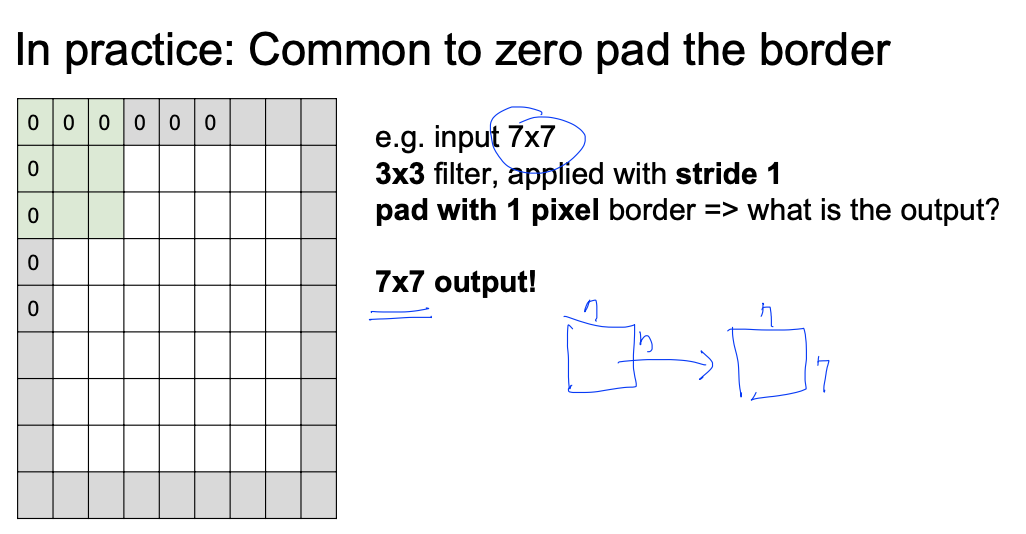 In practice: Common to zero pad the border
0 0 0 0 0 0
0
0
0
0
e.g. input 7x7
3x3 filter, applied with stride 1
pad with 1 pixel border => what is the output?
7x7 output!
7